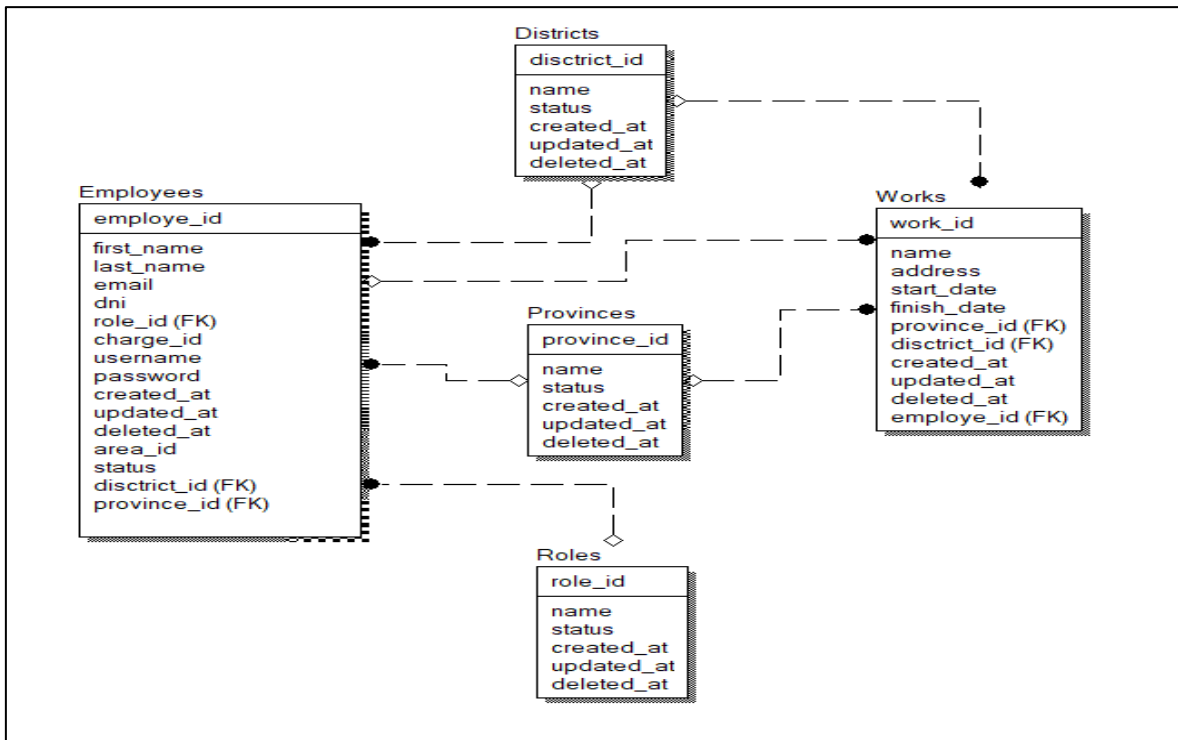 Districts
disctrict_id
name
status
created_at
updated_at
deleted_at
Employees
employe_id
first_name
last_name
email
dni
role_id (FK)
charge_id
username
password
created_at
updated_at
deleted_at
area_id
status
disctrict_id (FK)
province_id (FK)
Provinces
province_id
name
status
created_at
updated_at
deleted_at
Works
work_id
name
address
start_date
finish_date
province_id (FK)
disctrict_id (FK)
created_at
updated_at
deleted_at
employe_id (FK)
Roles
role_id
name
status
created_at
updated_at
deleted_at